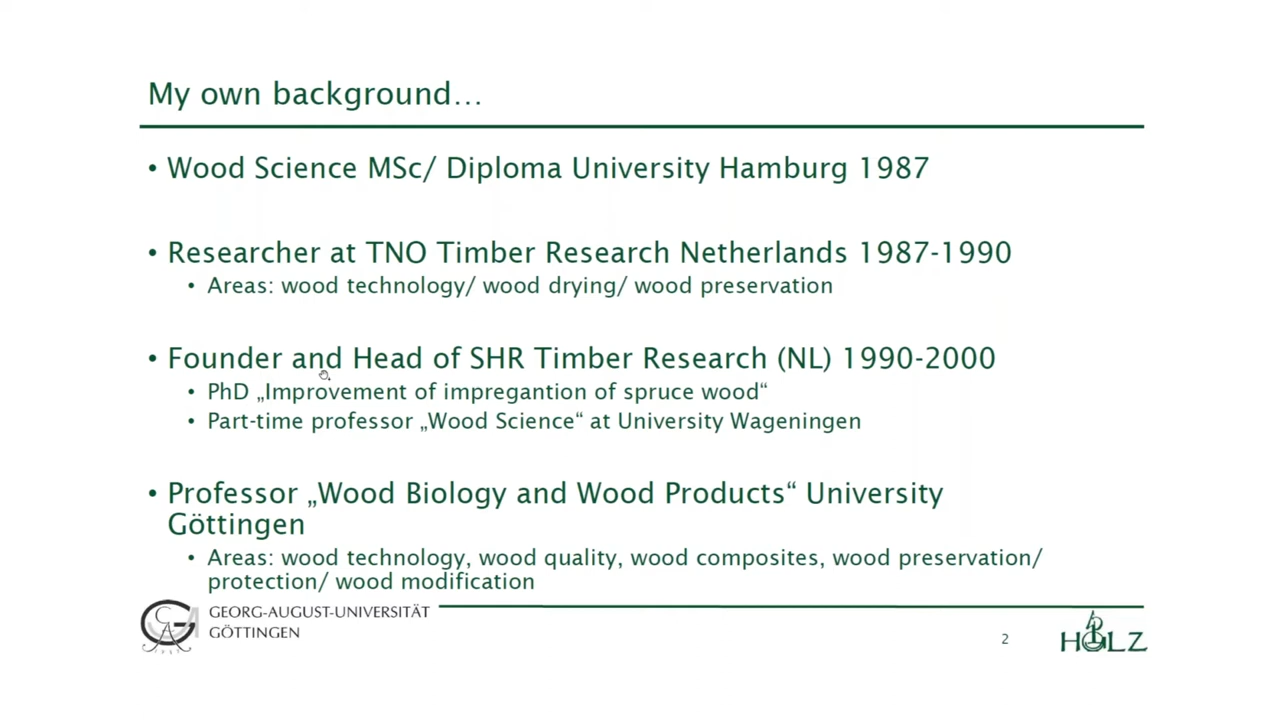 My own background…
• Wood Science MSc/ Diploma University Hamburg 1987
• Researcher at TNO Timber Research Netherlands 1987-1990
• Areas: wood technology/ wood drying/ wood preservation
• Founder and Head of SHR Timber Research (NL) 1990-2000
• PhD „Improvement of impregantion of spruce wood“
• Part-time professor „Wood Science“ at University Wageningen
• Professor „Wood Biology and Wood Products“ University
Göttingen
• Areas: wood technology, wood quality, wood composites, wood preservation/
protection/ wood modification
GEORG-AUGUST-UNIVERSITÄT
GÖTTINGEN
2
HOLZ